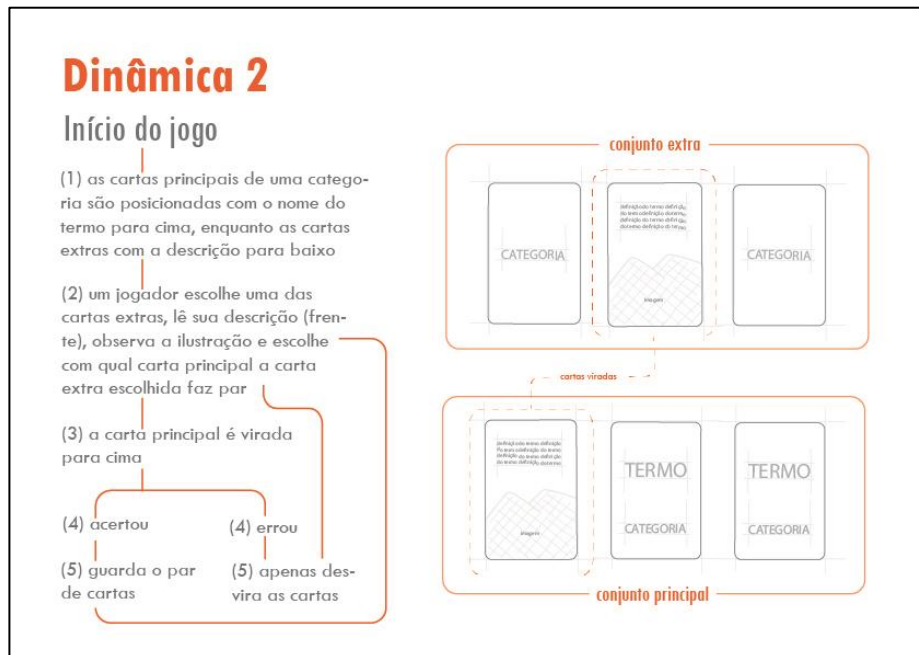 Dinâmica 2
Início do jogo
(1) as cartas principais de uma catego-
ria são posicionadas com o nome do
termo para cima, enquanto as cartas
extras com a descrição para baixo
(2) um jogador escolhe uma das
cartas extras, lê sua descrição (fren-
te), observa a ilustração e escolhe
com qual carta principal a carta
extra escolhida faz par
(3) a carta principal é virada
para cima
(4) acertou
(4) errou
(5) guarda o par
de cartas
(5) apenas des-
vira as cartas
conjunto extra
CATEGORIA
imagem
CATEGORIA
cartas viradas
imagem
TERMO
CATEGORIA
TERMO
CATEGORIA
conjunto principal